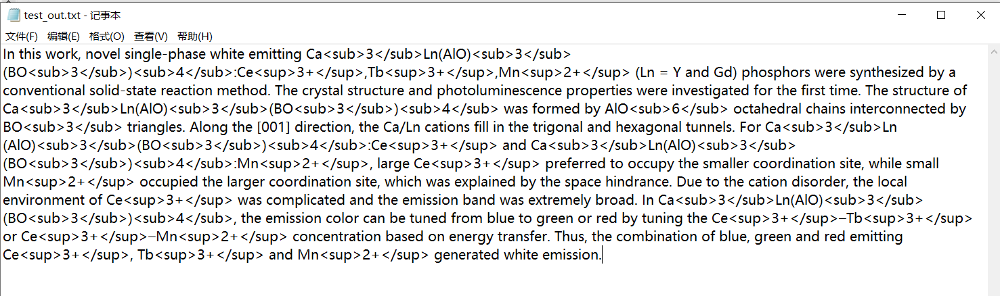 test_out.txt - 记事本
文件(F) 编辑(E) 格式(O) 查看(V) 帮助(H)
In this work, novel single-phase white emitting Ca<sub>3</sub>Ln(AlO)<sub>3</sub>
(BO<sub>3</sub>)<sub>4</sub>:Ce<sup>3+</sup>,Tb<sup>3+</sup>,Mn<sup>2+</sup> (Ln = Y and Gd) phosphors were synthesized by a
conventional solid-state reaction method. The crystal structure and photoluminescence properties were investigated for the first time. The structure of
Ca<sub>3</sub>Ln(AlO)<sub>3</sub>(BO<sub>3</sub>)<sub>4</sub> was formed by AlO<sub>6</sub> octahedral chains interconnected by
BO<sub>3</sub> triangles. Along the [001] direction, the Ca/Ln cations fill in the trigonal and hexagonal tunnels. For Ca<sub>3</sub>Ln
(AlO)<sub>3</sub>(BO<sub>3</sub>)<sub>4</sub>:Ce<sup>3+</sup> and Ca<sub>3</sub>Ln(AlO)<sub>3</sub>
(BO<sub>3</sub>)<sub>4</sub>:Mn<sup>2+</sup>, large Ce<sup>3+</sup> preferred to occupy the smaller coordination site, while small
Mn<sup>2+</sup> occupied the larger coordination site, which was explained by the space hindrance. Due to the cation disorder, the local
environment of Ce<sup>3+</sup> was complicated and the emission band was extremely broad. In Ca<sub>3</sub>Ln(AlO)<sub>3</sub>
(BO<sub>3</sub>)<sub>4</sub>, the emission color can be tuned from blue to green or red by tuning the Ce<sup>3+</sup>–Tb<sup>3+</sup>
or Ce<sup>3+</sup>–Mn<sup>2+</sup> concentration based on energy transfer. Thus, the combination of blue, green and red emitting
Ce<sup>3+</sup>, Tb<sup>3+</sup> and Mn<sup>2+</sup> generated white emission.